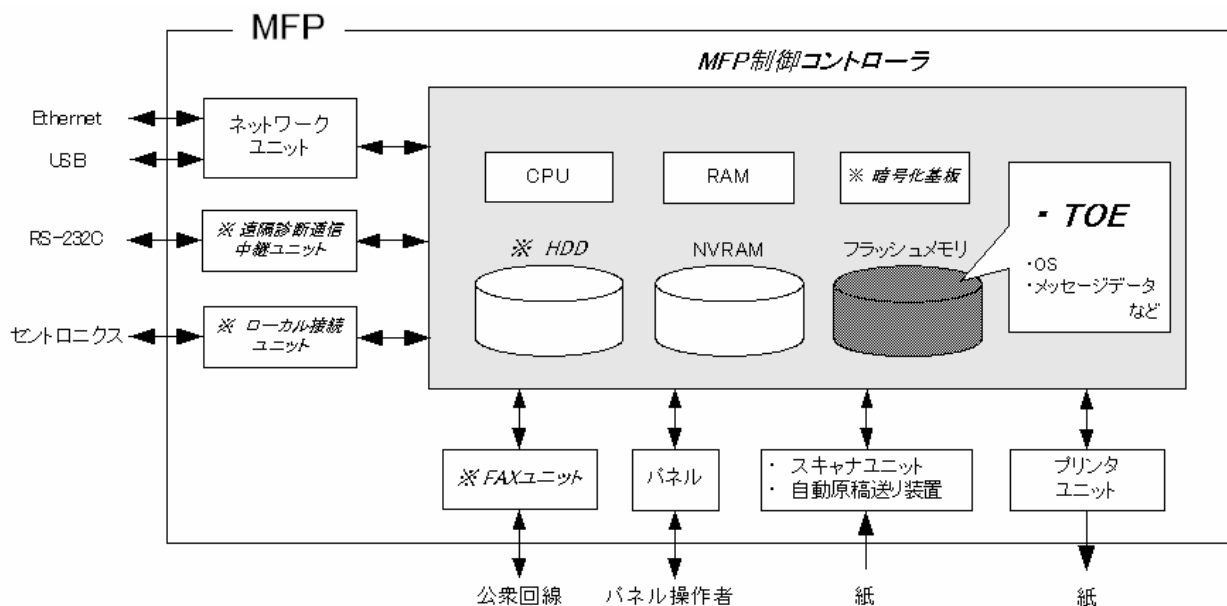 MFP
MFP制御コントローラ
Ethernet
USB
ネットワーク
ユニット
CPU
RAM
※ 暗号化基板
・ TOE
・OS
・メッセージデータ
など
RS-232C
※ 遠隔診断通信
中継ユニット
※ HDD
NVRAM
フラッシュメモリ
セントロニクス
※ ローカル接続
ユニット
※ FAXユニット
パネル
・ スキャナユニット
・ 自動原稿送り装置
プリンタ
ユニット
公衆回線
パネル操作者
紙
紙